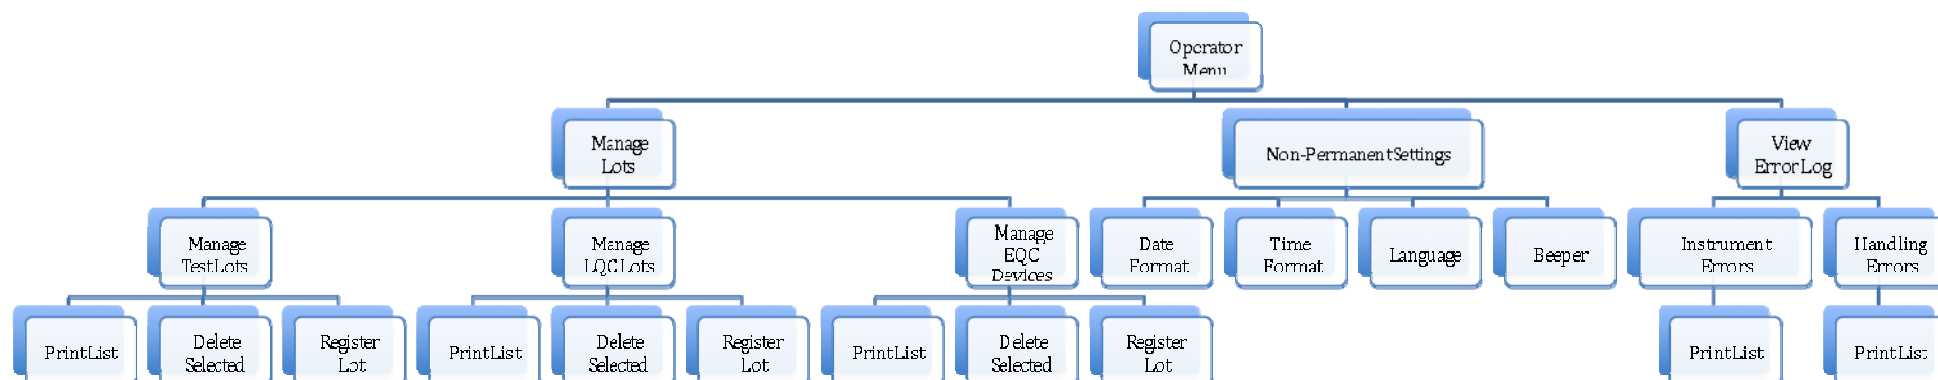 Operator
Menu
Manage
Lots
Non-Permanent Settings
View
Error Log
Manage
Test Lots
Manage
LQC Lots
Manage
EQC
Devices
Date
Format
Time
Format
Language
Beeper
Instrument
Errors
Handling
Errors
Print List
Delete
Selected
Register
Lot
Print List
Delete
Selected
Register
Lot
Print List
Delete
Selected
Register
Lot
Print List
Print List